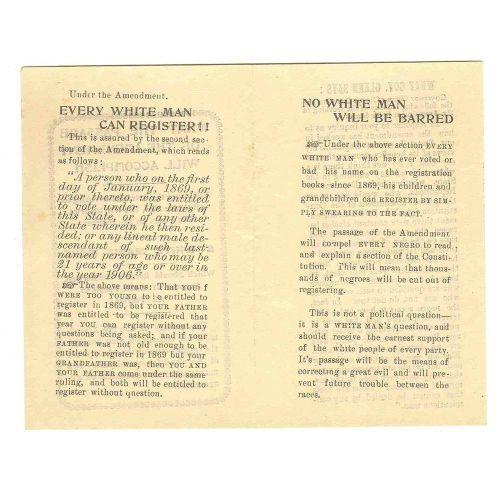 Under the Amendment.
EVERY WHITE MAN
CAN REGISTER!!
This is assured by the second sec-
tion of the Amendment, which reads
as follows:
"A person who on the first
day of January, 1869, or
prior thereto, was entitled
to vote under the laws of
this State, or of any other
State wherein he then resi-
ded; or any lineal male de-
scendant of such last-
named person who may be
21 years of age or over in
the year 1906."
☞ The above means: That YOU if
WERE TOO YOUNG to be entitled to
register in 1869, but YOUR FATHER
was entitled to be registered that
year YOU can register without any
questions being asked; and if your
FATHER was not old enough to be
entitled to register in 1869 but your
GRANDFATHER was, then YOU AND
YOUR FATHER come under the same
ruling, and both will be entitled to
register without question.
NO WHITE MAN
WILL BE BARRED
☞ Under the above section EVERY
WHITE MAN who has ever voted or
had his name on the registration
books since 1869, his children and
grandchildren can REGISTER BY SIM-
PLY SWEARING TO THE FACT.
The passage of the Amendment
will compel EVERY NEGRO to read,
and explain a section of the Consti-
tution. This will mean that thous-
ands of negroes will be cut out of
registering.
This is not a political question—
it is a WHITE MAN'S question, and
should receive the earnest support
of the white people of every party.
It's passage will be the means of
correcting a great evil and will pre-
vent future trouble between the
races.